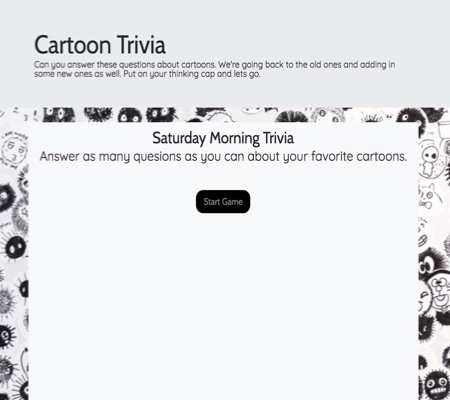 Cartoon Trivia
Can you answer these questions about cartoons. We're going back to the old ones and adding in
some new ones as well. Put on your thinking cap and lets go.
Saturday Morning Trivia
Answer as many quesions as you can about your favorite cartoons.
Start Game